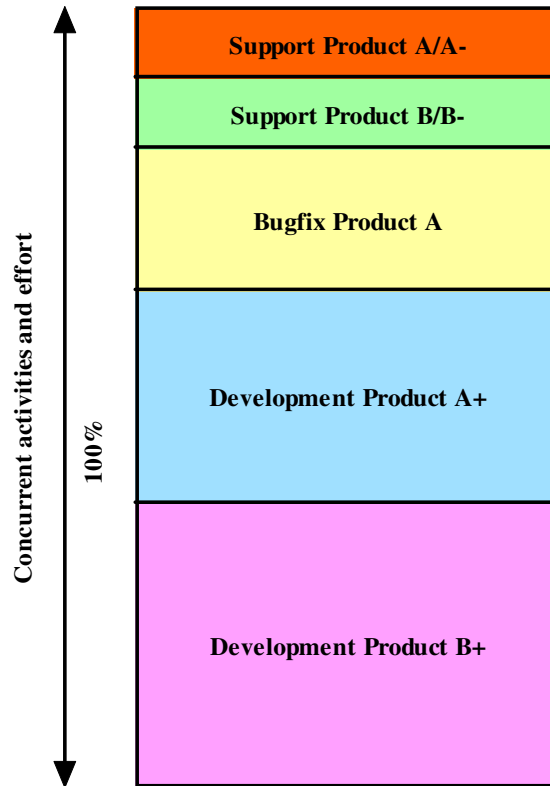 Support Product A/A-
Support Product B/B-
Bugfix Product A
Development Product A+
Development Product B+
Concurrent activities and effort
100%